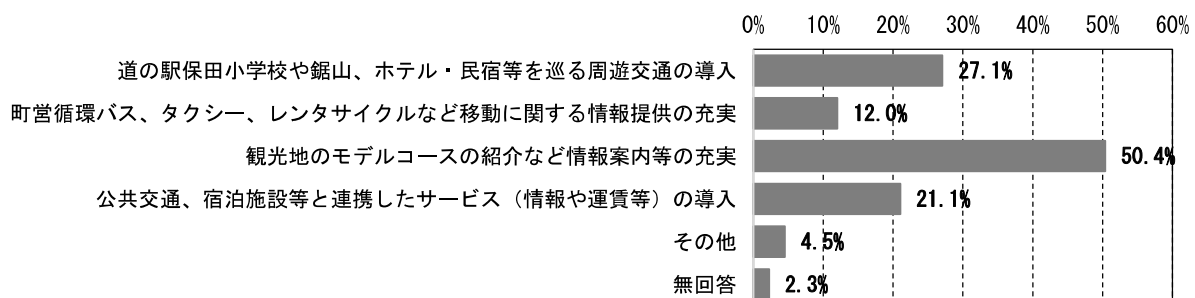 0% 10% 20% 30% 40% 50% 60%
道の駅保田小学校や鋸山、ホテル・民宿等を巡る周遊交通の導入 27.1%
町営循環バス、タクシー、レンタサイクルなど移動に関する情報提供の充実 12.0%
観光地のモデルコースの紹介など情報案内等の充実 50.4%
公共交通、宿泊施設等と連携したサービス（情報や運賃等）の導入 21.1%
その他 4.5%
無回答 2.3%